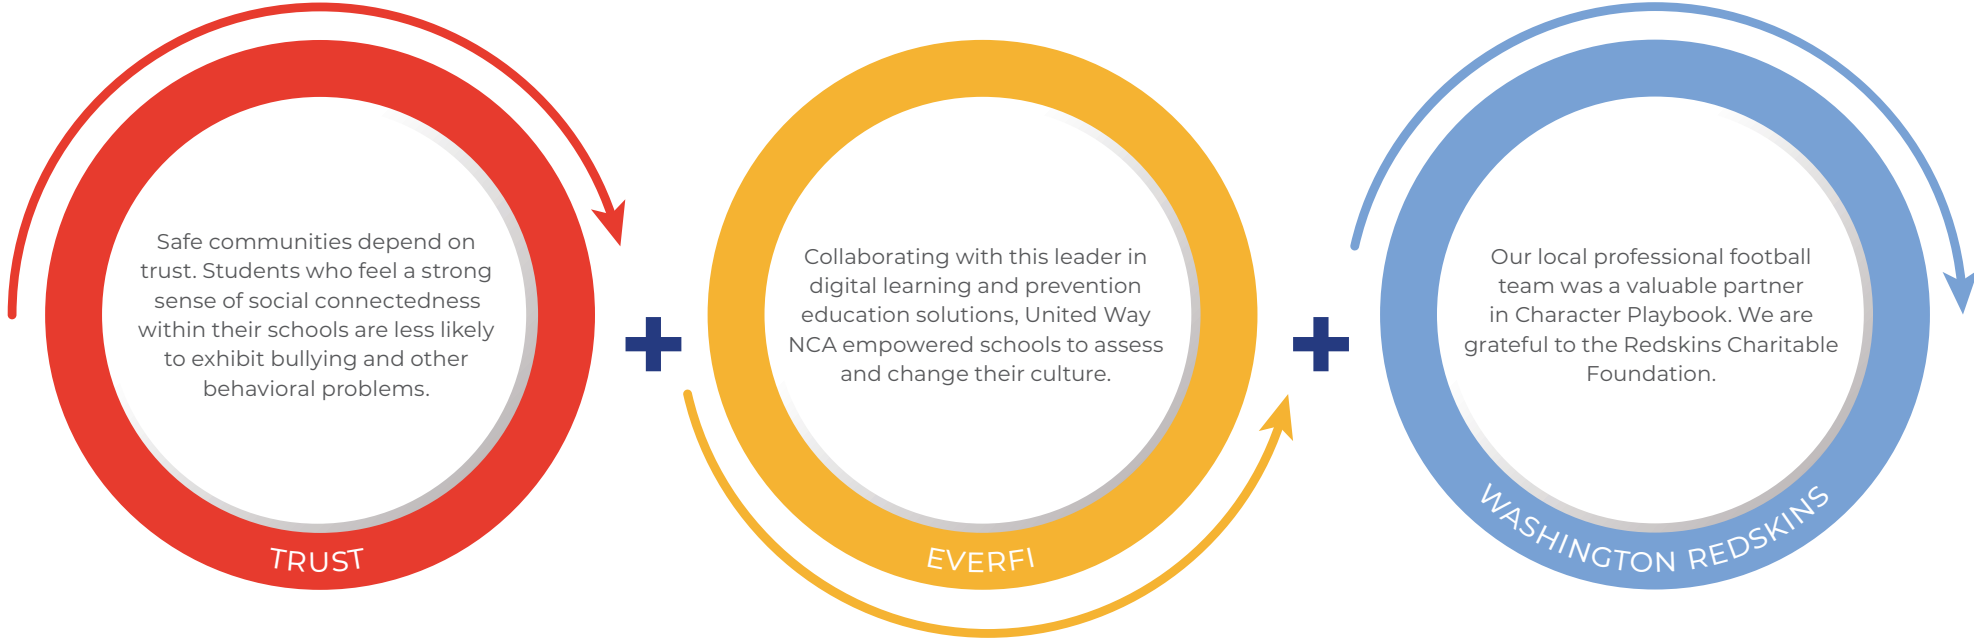 Safe communities depend on
trust. Students who feel a strong
sense of social connectedness
within their schools are less likely
to exhibit bullying and other
behavioral problems.
TRUST
Collaborating with this leader in
digital learning and prevention
education solutions, United Way
NCA empowered schools to assess
and change their culture.
EVERFI
Our local professional football
team was a valuable partner
in Character Playbook. We are
grateful to the Redskins Charitable
Foundation.
WASHINGTON REDSKINS